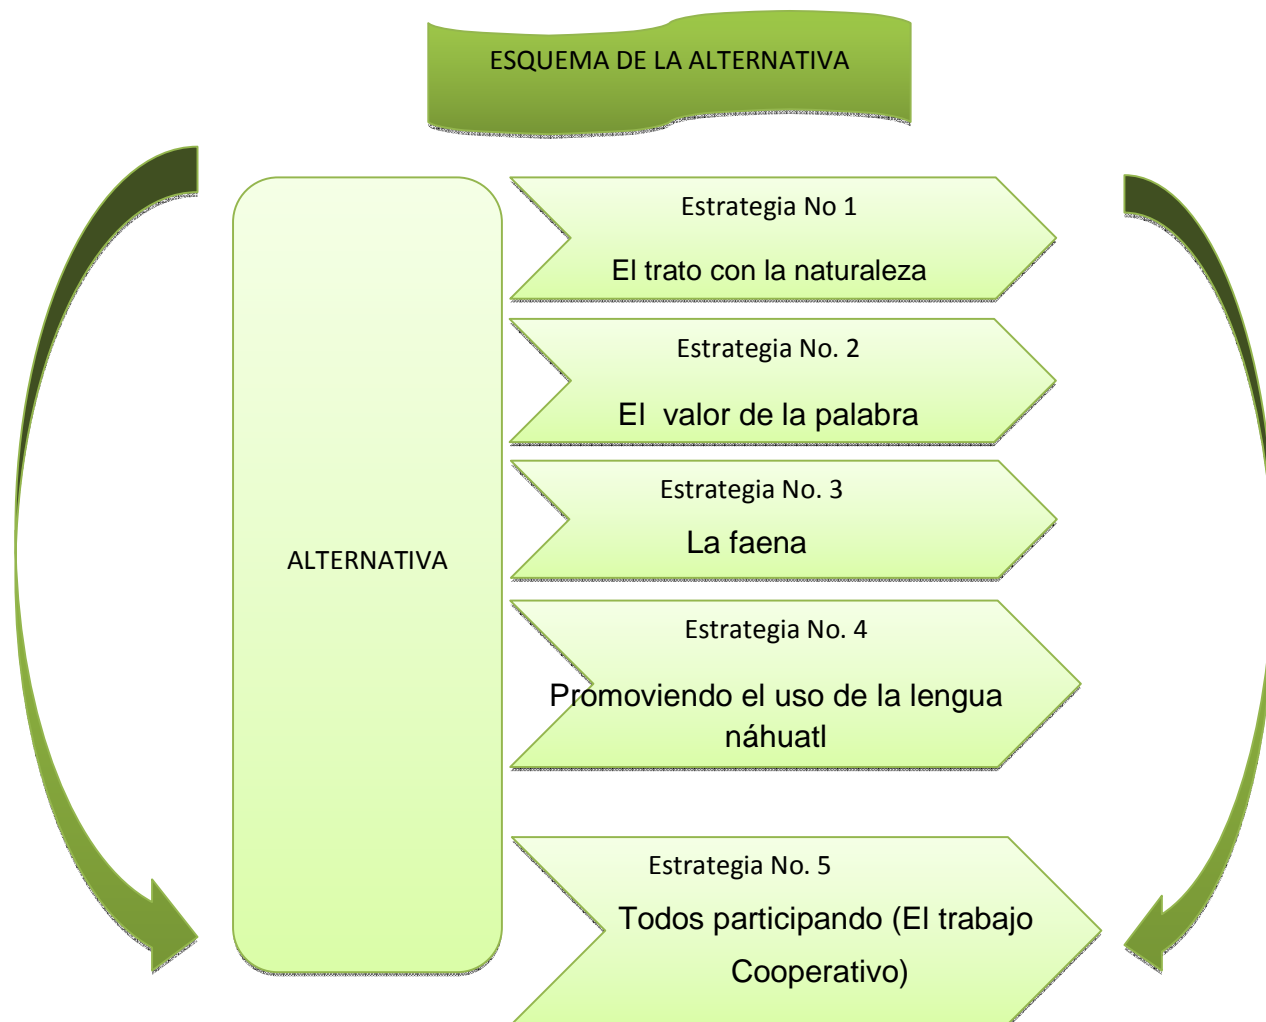 ESQUEMA DE LA ALTERNATIVA
Estrategia No 1
El trato con la naturaleza
Estrategia No. 2
El valor de la palabra
Estrategia No. 3
La faena
ALTERNATIVA
Estrategia No. 4
Promoviendo el uso de la lengua
náhuatl
Estrategia No. 5
Todos participando (El trabajo
Cooperativo)